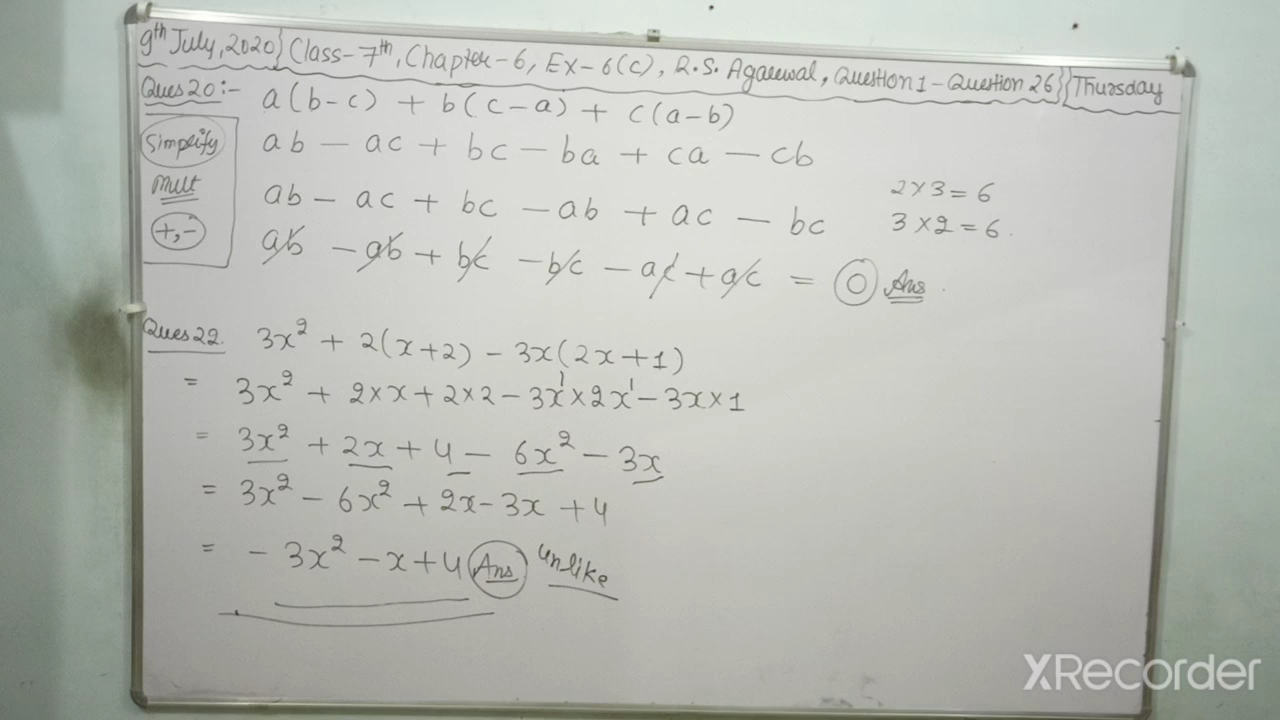 9th July, 2020} Class-7th, Chapter-6, Ex-6(c), R.S. Agarwal, Question 1 - Question 26}{Thursday
Ques 20:- a(b-c) + b(c-a) + c(a-b)
Simplify
Mult
+,-
ab - ac + bc - ba + ca - cb
ab - ac + bc - ab + ac - bc
ab - ab + bc - bc - ac + ac = 0 Ans.
2×3=6
3×2=6.
Ques 22. 3x² + 2(x+2) - 3x(2x+1)
= 3x² + 2×x + 2×2 - 3x¹×2x¹ - 3x×1
= 3x² + 2x + 4 - 6x² - 3x
= 3x² - 6x² + 2x - 3x + 4
= - 3x² - x + 4 Ans unlike
XRecorder